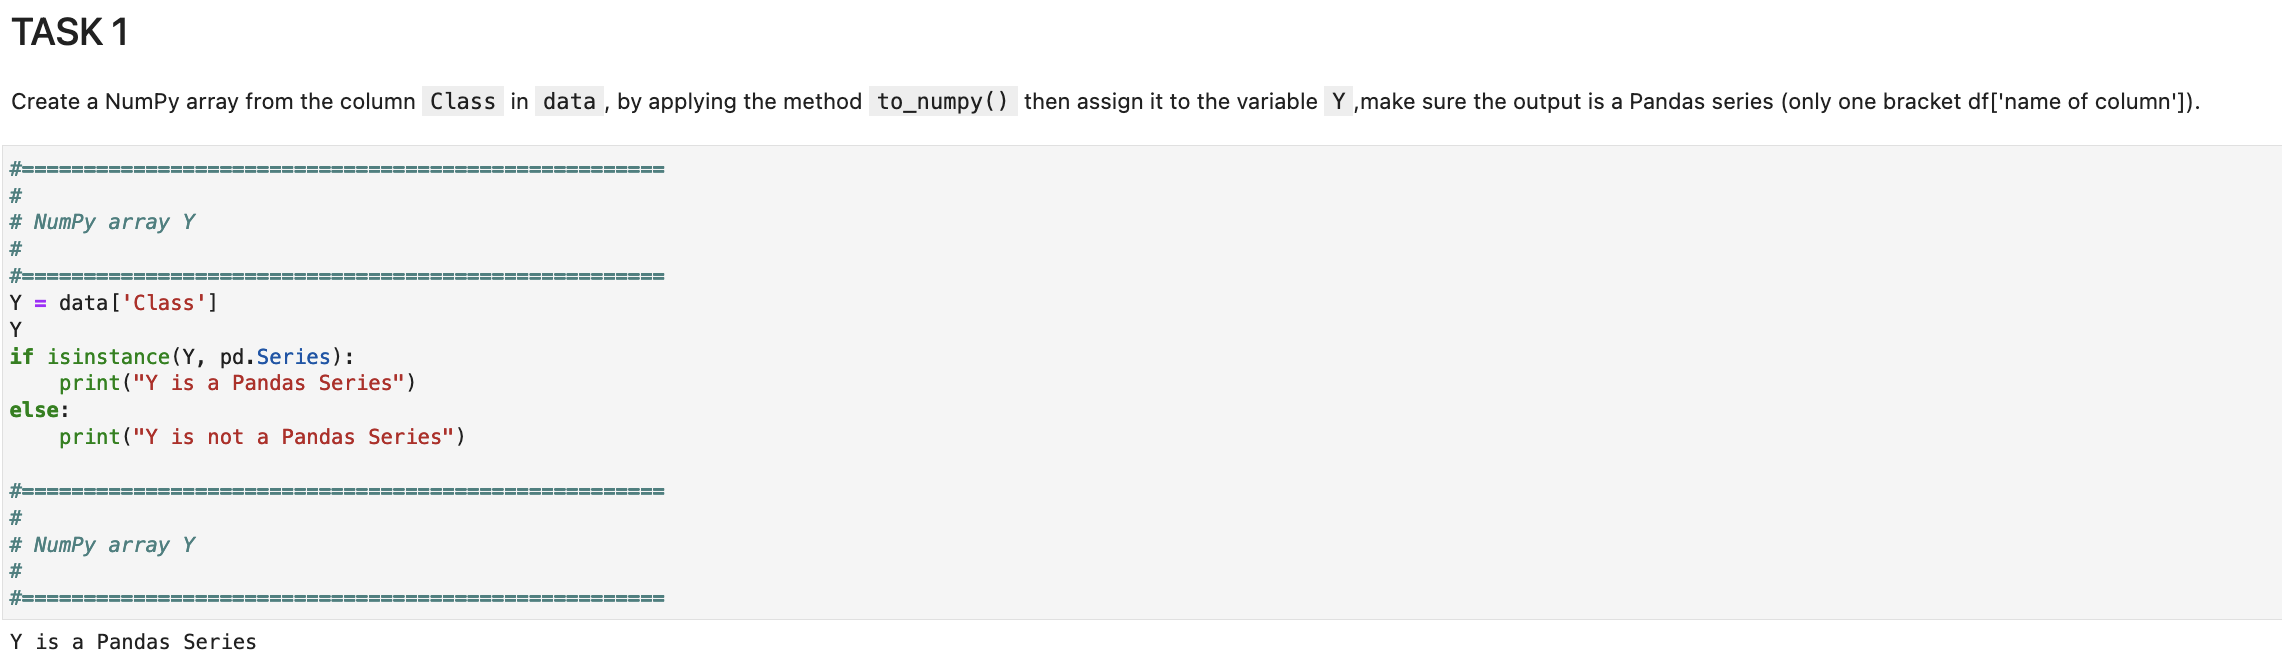 TASK 1
Create a NumPy array from the column Class in data , by applying the method to_numpy() then assign it to the variable Y ,make sure the output is a Pandas series (only one bracket df['name of column']).
#====================================================
#
# NumPy array Y
#
#====================================================
Y = data['Class']
Y
if isinstance(Y, pd.Series):
    print("Y is a Pandas Series")
else:
    print("Y is not a Pandas Series")
#====================================================
#
# NumPy array Y
#
#====================================================
Y is a Pandas Series